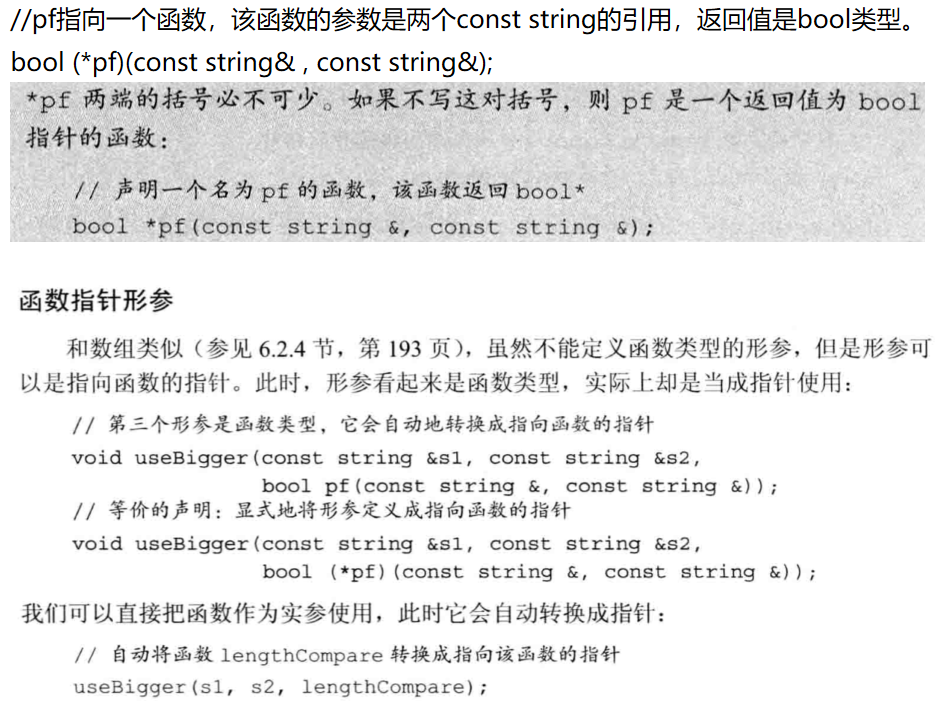 //pf指向一个函数，该函数的参数是两个const string的引用，返回值是bool类型。
bool (*pf)(const string& , const string&);
*pf 两端的括号必不可少。如果不写这对括号，则 pf 是一个返回值为 bool
指针的函数：
// 声明一个名为 pf 的函数，该函数返回 bool*
bool *pf(const string &, const string &);
函数指针形参
和数组类似（参见 6.2.4 节，第 193 页），虽然不能定义函数类型的形参，但是形参可
以是指向函数的指针。此时，形参看起来是函数类型，实际上却是当成指针使用：
// 第三个形参是函数类型，它会自动地转换成指向函数的指针
void useBigger(const string &s1, const string &s2,
bool pf(const string &, const string &));
// 等价的声明：显式地将形参定义成指向函数的指针
void useBigger(const string &s1, const string &s2,
bool (*pf)(const string &, const string &));
我们可以直接把函数作为实参使用，此时它会自动转换成指针：
// 自动将函数 lengthCompare 转换成指向该函数的指针
useBigger(s1, s2, lengthCompare);